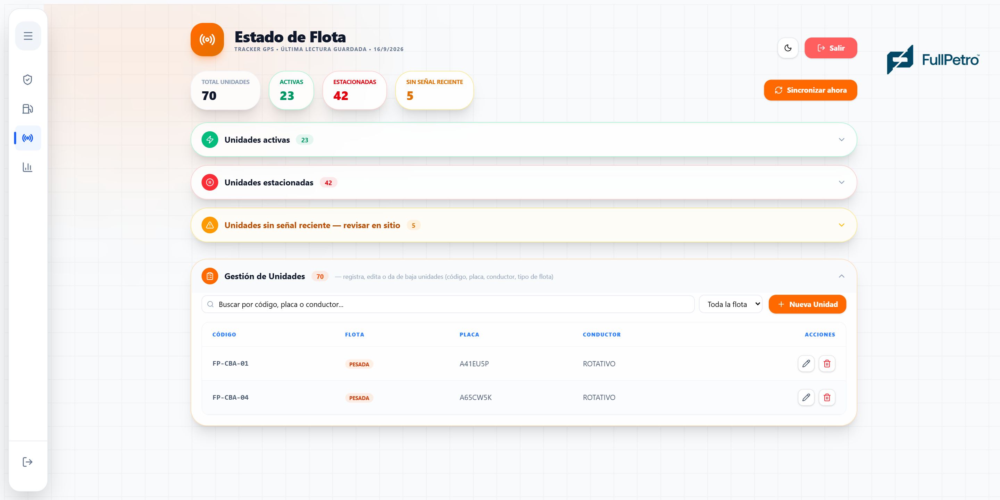 Estado de Flota
TRACKER GPS • ÚLTIMA LECTURA GUARDADA • 16/9/2026
Salir
FullPetro™
TOTAL UNIDADES
70
ACTIVAS
23
ESTACIONADAS
42
SIN SEÑAL RECIENTE
5
Sincronizar ahora
Unidades activas 23
Unidades estacionadas 42
Unidades sin señal reciente — revisar en sitio 5
Gestión de Unidades 70 — registra, edita o da de baja unidades (código, placa, conductor, tipo de flota)
Buscar por código, placa o conductor... Toda la flota Nueva Unidad
CÓDIGO FLOTA PLACA CONDUCTOR ACCIONES
FP-CBA-01 PESADA A41EU5P ROTATIVO
FP-CBA-04 PESADA A65CW5K ROTATIVO